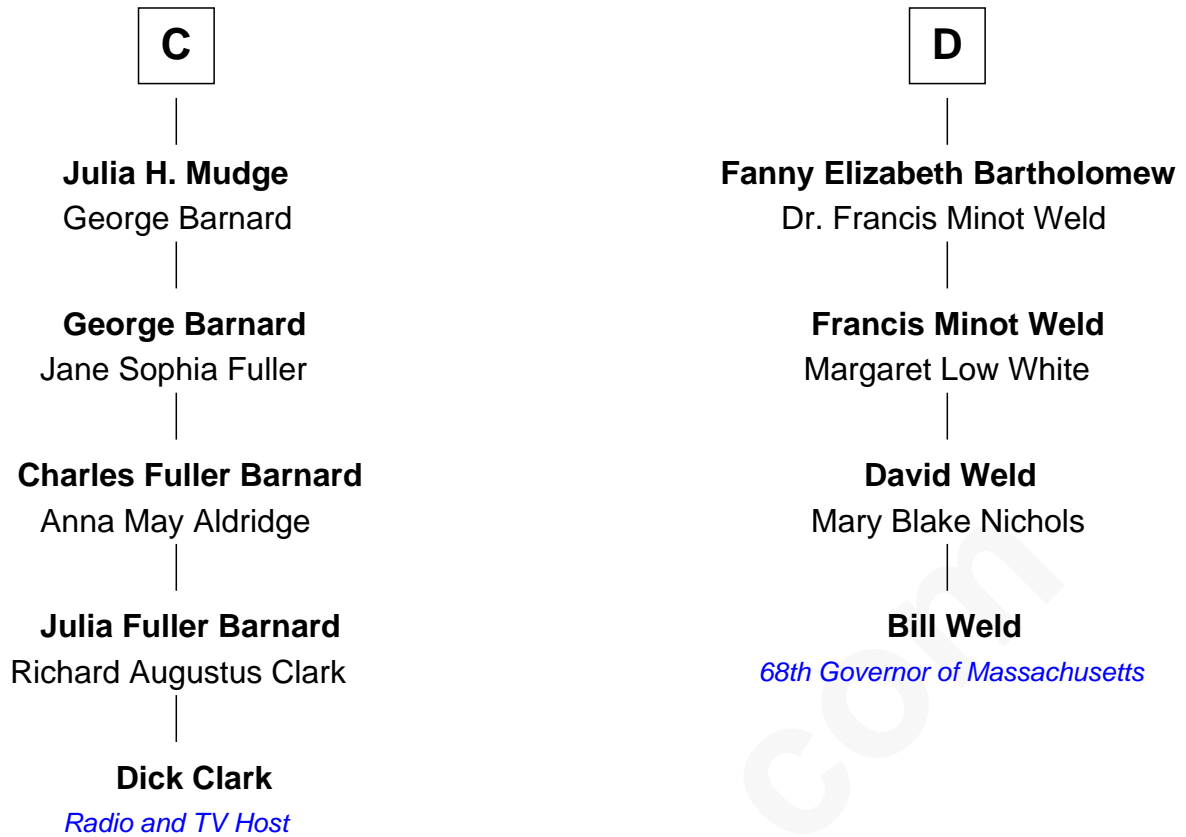 C
Julia H. Mudge
George Barnard
George Barnard
Jane Sophia Fuller
Charles Fuller Barnard
Anna May Aldridge
Julia Fuller Barnard
Richard Augustus Clark
Dick Clark
Radio and TV Host
D
Fanny Elizabeth Bartholomew
Dr. Francis Minot Weld
Francis Minot Weld
Margaret Low White
David Weld
Mary Blake Nichols
Bill Weld
68th Governor of Massachusetts
com